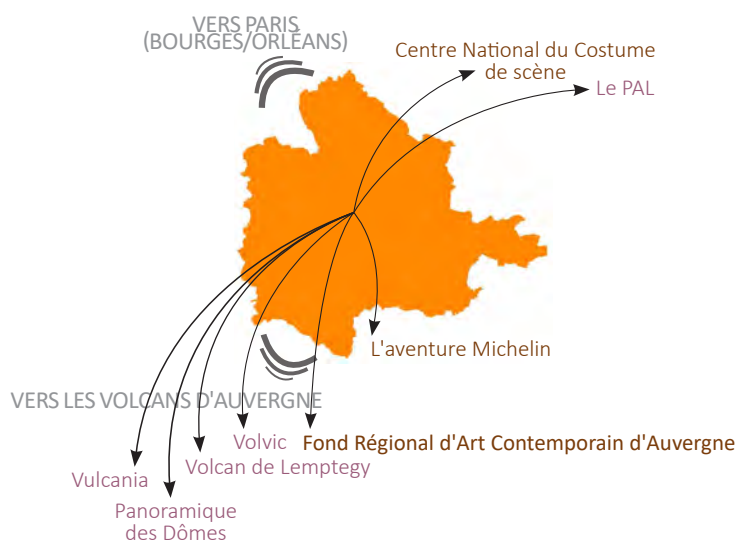 VERS PARIS
(BOURGES/ORLÉANS)
Centre National du Costume
de scène
Le PAL
L'aventure Michelin
VERS LES VOLCANS D'AUVERGNE
Volvic
Fond Régional d'Art Contemporain d'Auvergne
Volcan de Lemptegy
Vulcania
Panoramique
des Dômes